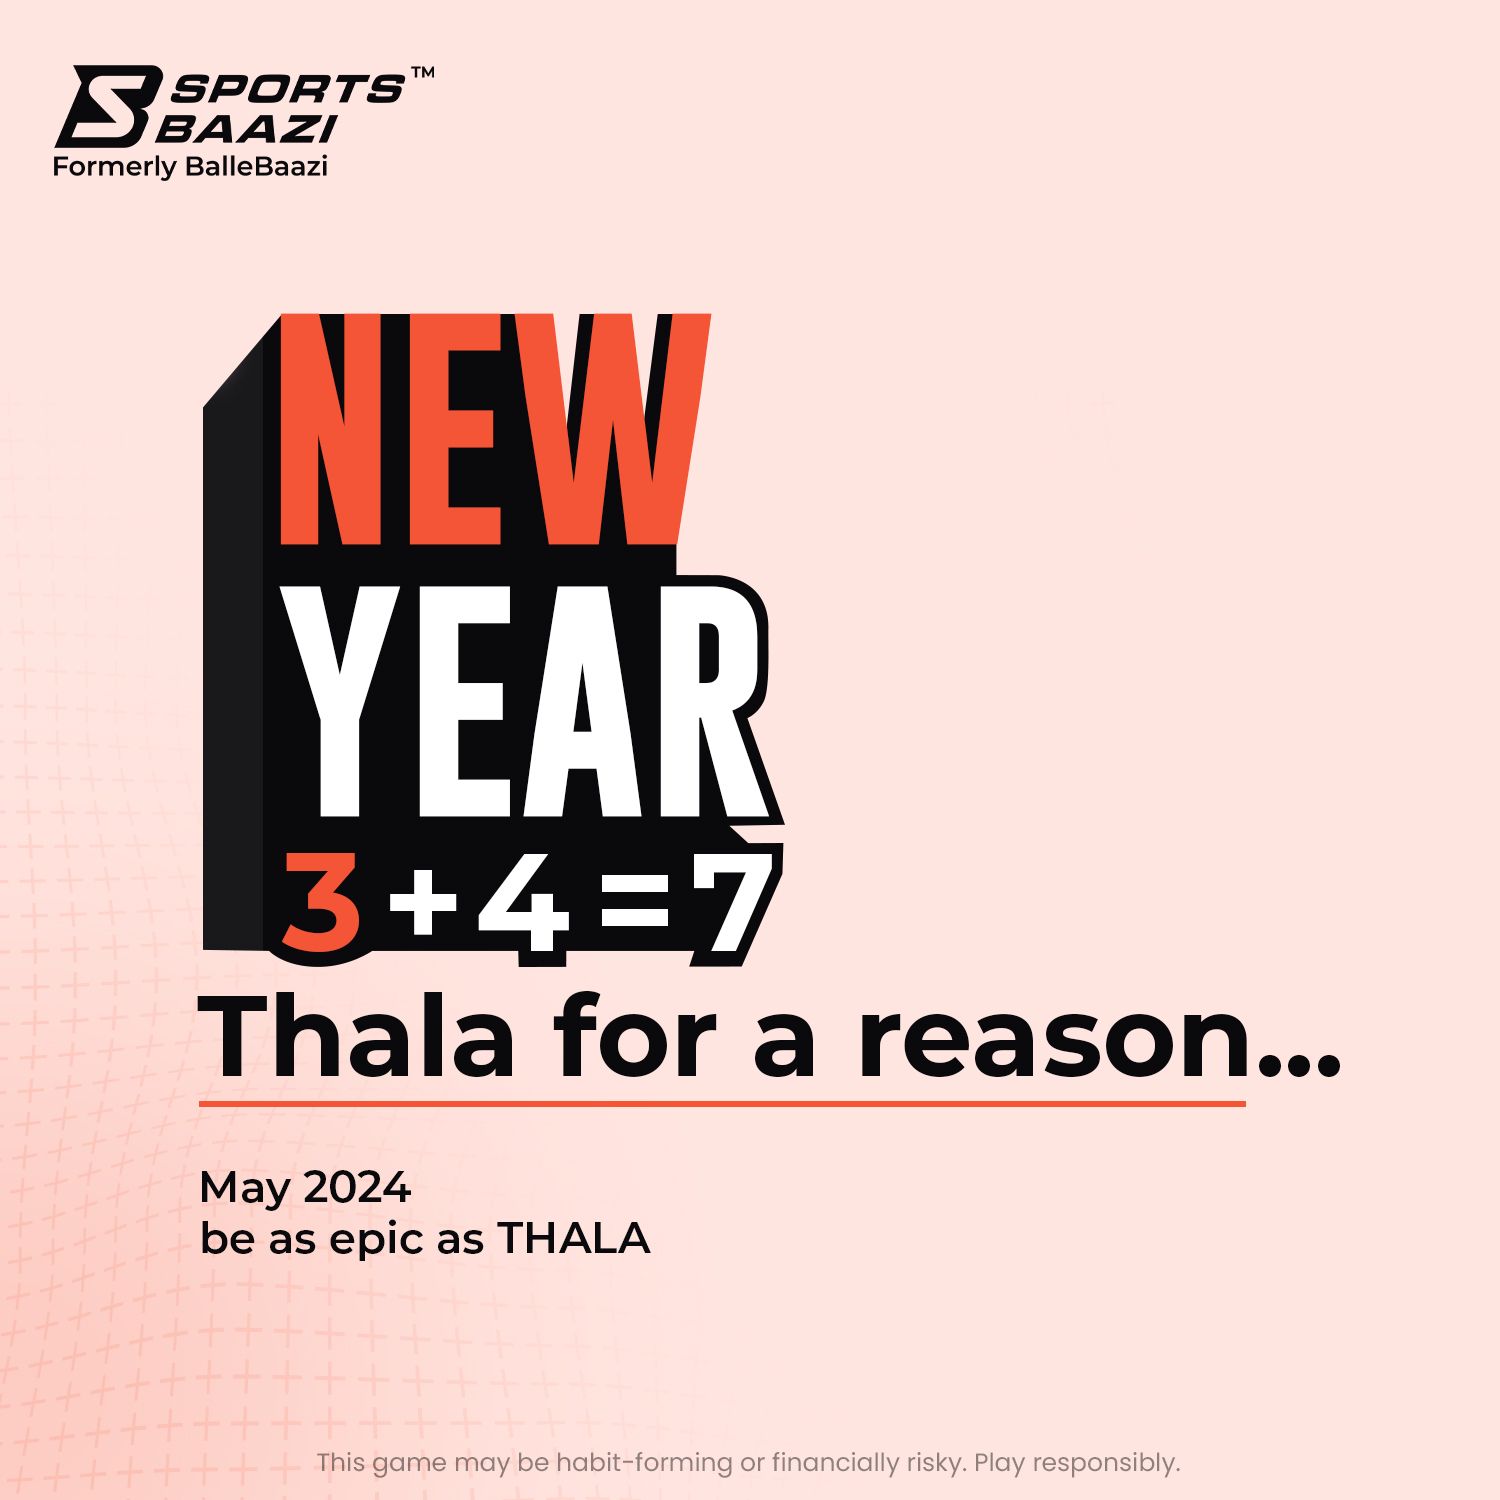 SPORTS™
BAAZI
Formerly BalleBaazi
NEW
YEAR
3+4=7
Thala for a reason...
May 2024
be as epic as THALA
This game may be habit-forming or financially risky. Play responsibly.